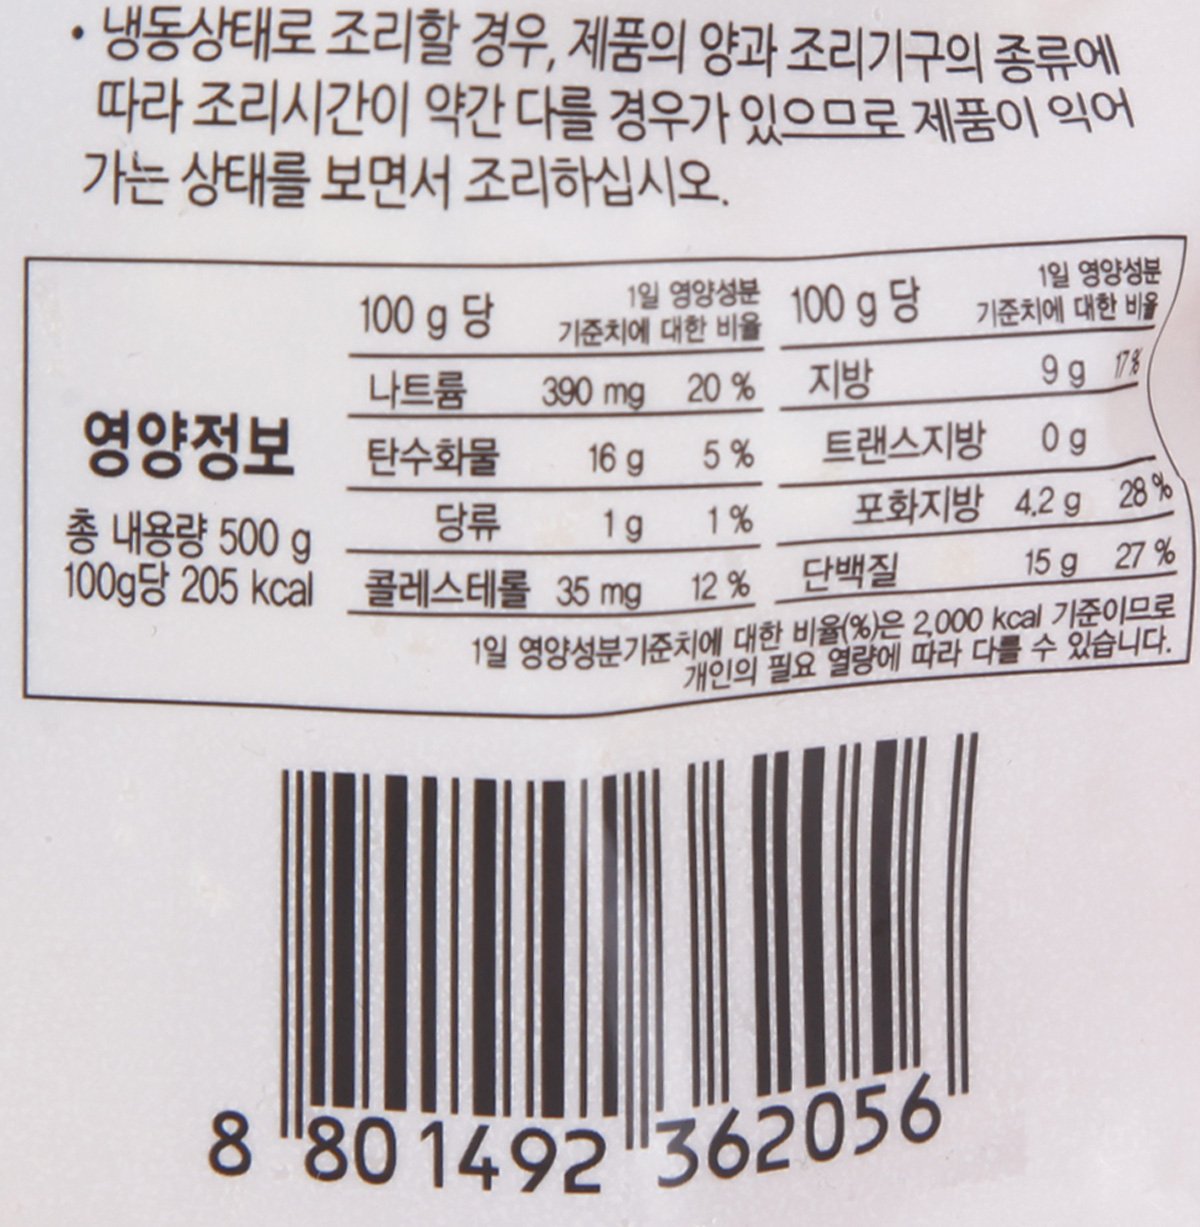 • 냉동상태로 조리할 경우, 제품의 양과 조리기구의 종류에
따라 조리시간이 약간 다를 경우가 있으므로 제품이 익어
가는 상태를 보면서 조리하십시오.
영양정보
총 내용량 500 g
100g당 205 kcal
100 g 당 1일 영양성분 기준치에 대한 비율
나트륨 390 mg 20 %
탄수화물 16 g 5 %
당류 1 g 1 %
콜레스테롤 35 mg 12 %
100 g 당 1일 영양성분 기준치에 대한 비율
지방 9 g 17 %
트랜스지방 0 g
포화지방 4.2 g 28 %
단백질 15 g 27 %
1일 영양성분기준치에 대한 비율(%)은 2,000 kcal 기준이므로
개인의 필요 열량에 따라 다를 수 있습니다.
8 801492 362056